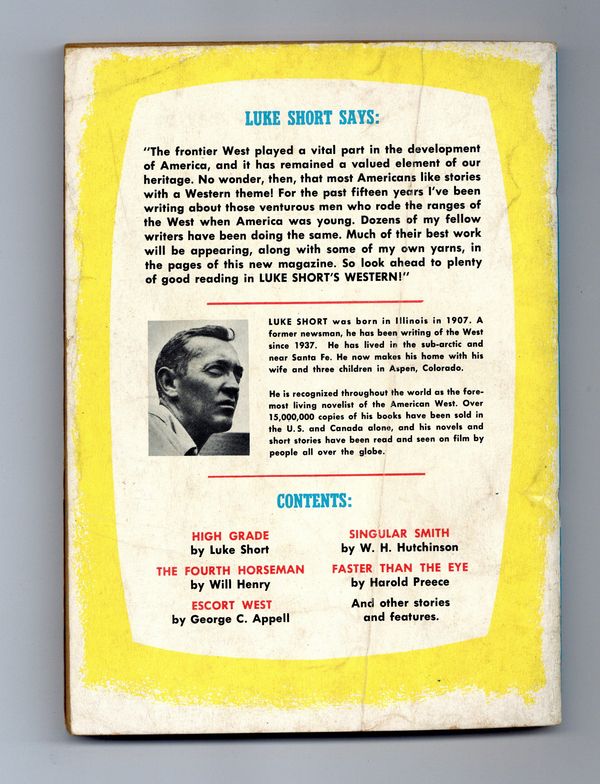 LUKE SHORT SAYS:
"The frontier West played a vital part in the development
of America, and it has remained a valued element of our
heritage. No wonder, then, that most Americans like stories
with a Western theme! For the past fifteen years I've been
writing about those venturous men who rode the ranges of
the West when America was young. Dozens of my fellow
writers have been doing the same. Much of their best work
will be appearing, along with some of my own yarns, in
the pages of this new magazine. So look ahead to plenty
of good reading in LUKE SHORT'S WESTERN!"
LUKE SHORT was born in Illinois in 1907. A
former newsman, he has been writing of the West
since 1937. He has lived in the sub-arctic and
near Santa Fe. He now makes his home with his
wife and three children in Aspen, Colorado.
He is recognized throughout the world as the fore-
most living novelist of the American West. Over
15,000,000 copies of his books have been sold in
the U.S. and Canada alone, and his novels and
short stories have been read and seen on film by
people all over the globe.
CONTENTS:
HIGH GRADE
by Luke Short
THE FOURTH HORSEMAN
by Will Henry
ESCORT WEST
by George C. Appell
SINGULAR SMITH
by W. H. Hutchinson
FASTER THAN THE EYE
by Harold Preece
And other stories
and features.